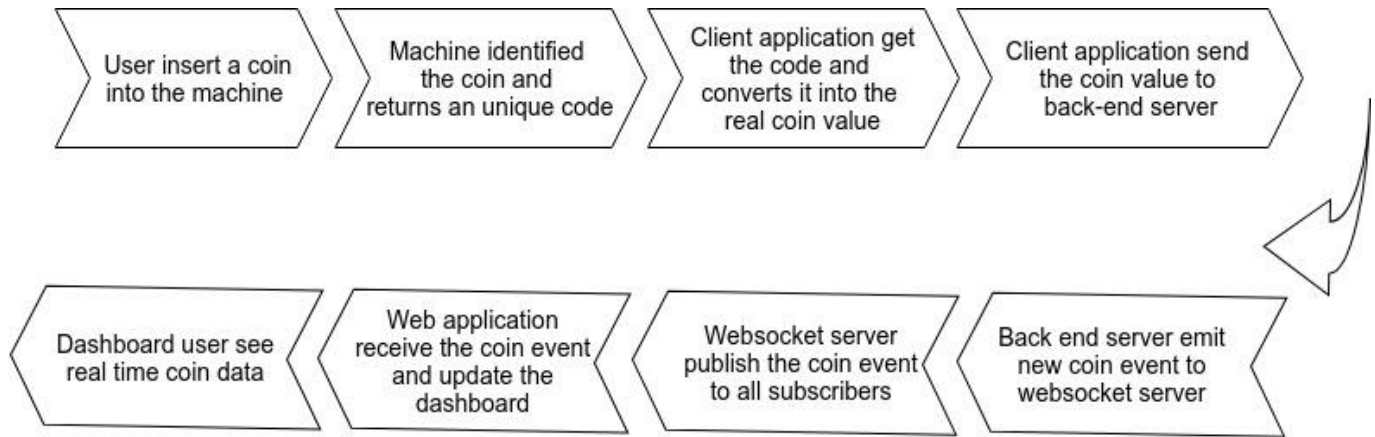 User insert a coin
into the machine
Machine identified
the coin and
returns an unique code
Client application get
the code and
converts it into the
real coin value
Client application send
the coin value to
back-end server
Back end server emit
new coin event to
websocket server
Websocket server
publish the coin event
to all subscribers
Web application
receive the coin event
and update the
dashboard
Dashboard user see
real time coin data